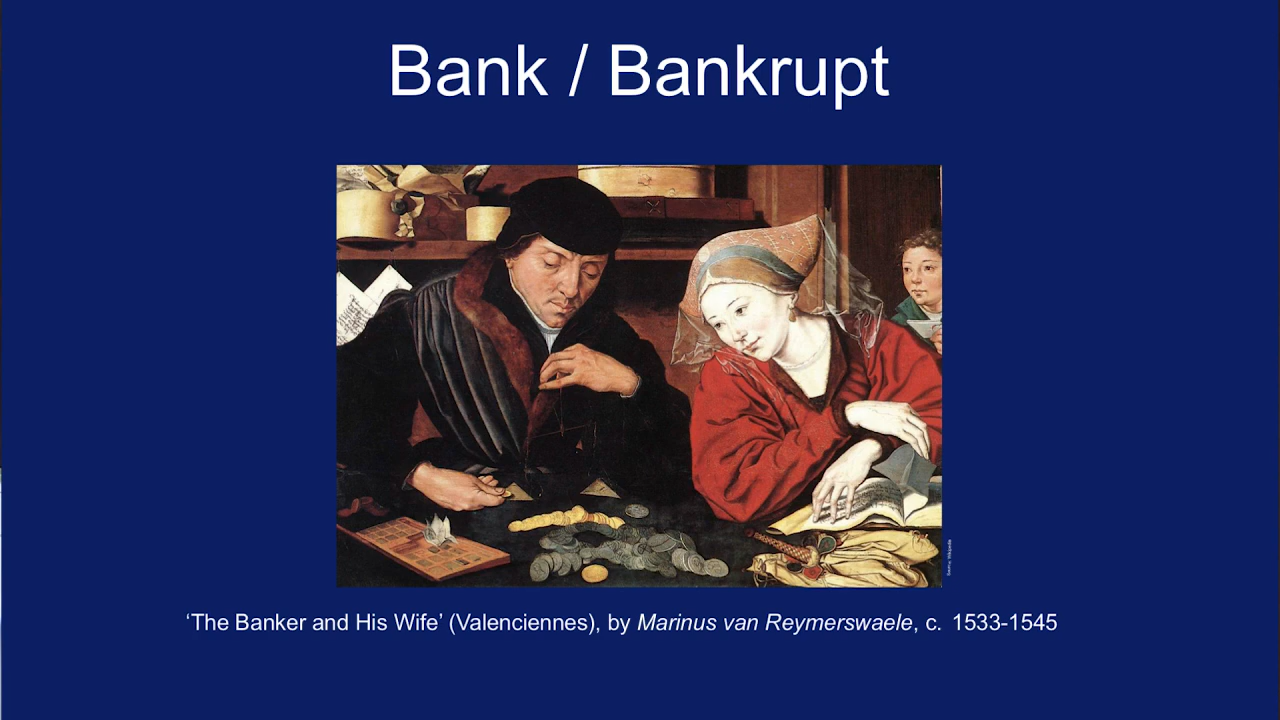 Bank / Bankrupt
‘The Banker and His Wife’ (Valenciennes), by Marinus van Reymerswaele, c. 1533-1545